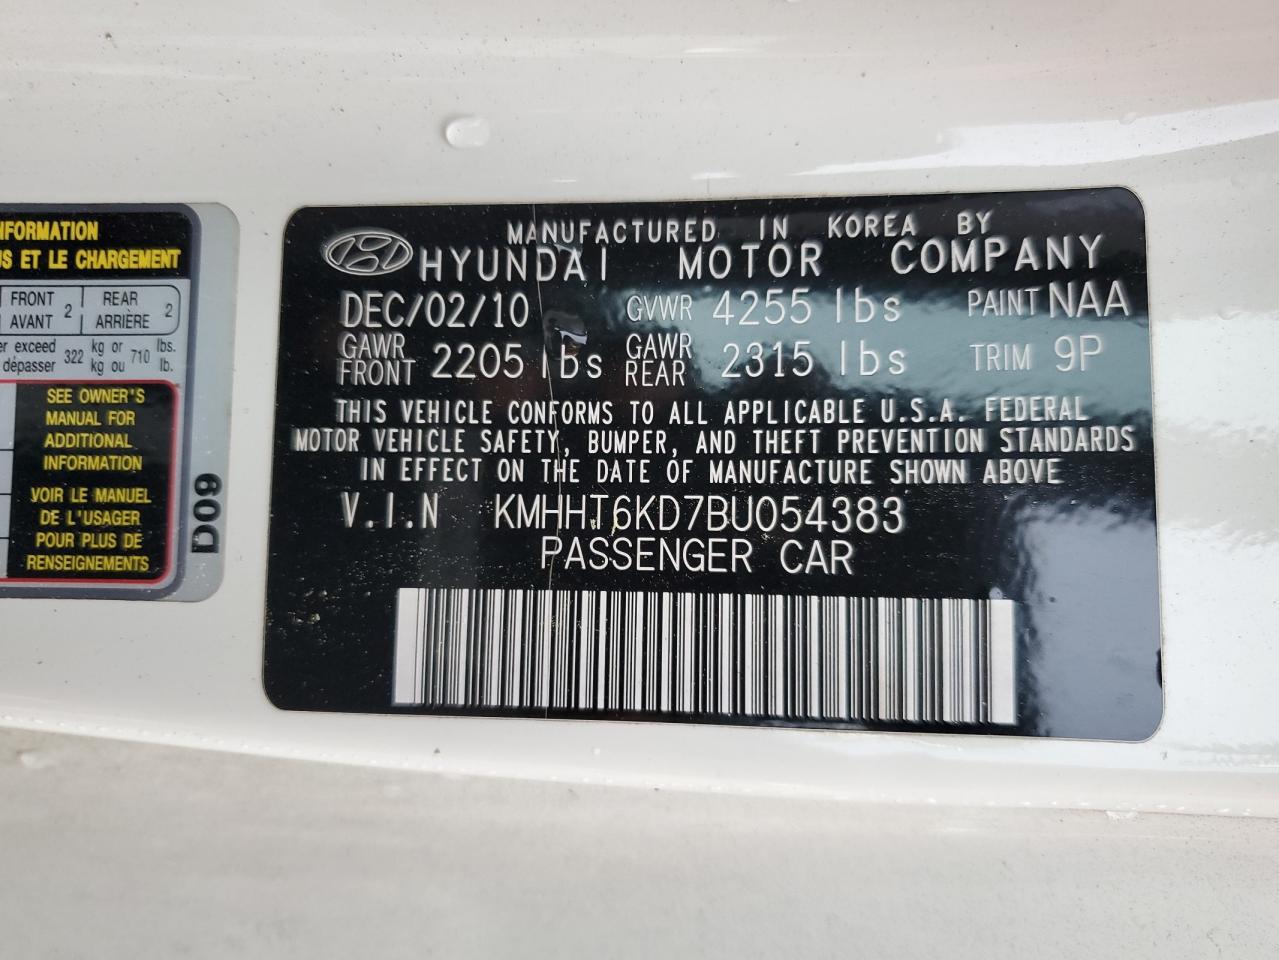 INFORMATION
US ET LE CHARGEMENT
FRONT
AVANT 2
REAR
ARRIÈRE 2
er exceed
dépasser 322 kg or
kg ou 710 lbs.
lb.
SEE OWNER'S
MANUAL FOR
ADDITIONAL
INFORMATION
VOIR LE MANUEL
DE L'USAGER
POUR PLUS DE
RENSEIGNEMENTS
D09
MANUFACTURED IN KOREA BY
HYUNDAI MOTOR COMPANY
DEC/02/10 GVWR 4255 lbs PAINT NAA
GAWR
FRONT 2205 lbs GAWR
REAR 2315 lbs TRIM 9P
THIS VEHICLE CONFORMS TO ALL APPLICABLE U.S.A. FEDERAL
MOTOR VEHICLE SAFETY, BUMPER, AND THEFT PREVENTION STANDARDS
IN EFFECT ON THE DATE OF MANUFACTURE SHOWN ABOVE
V.I.N KMHHT6KD7BU054383
PASSENGER CAR